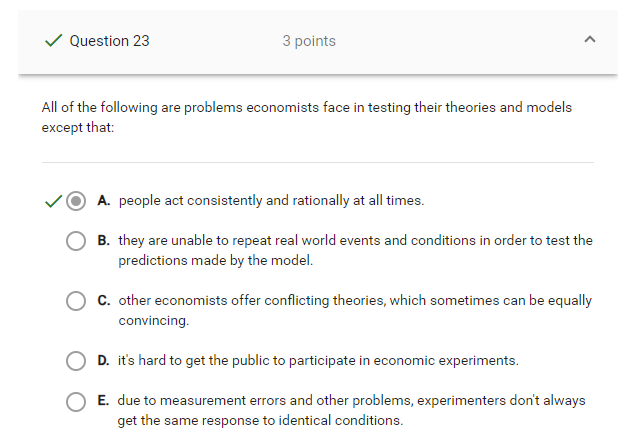 Question 23 3 points
All of the following are problems economists face in testing their theories and models
except that:
A. people act consistently and rationally at all times.
B. they are unable to repeat real world events and conditions in order to test the
predictions made by the model.
C. other economists offer conflicting theories, which sometimes can be equally
convincing.
D. it's hard to get the public to participate in economic experiments.
E. due to measurement errors and other problems, experimenters don't always
get the same response to identical conditions.